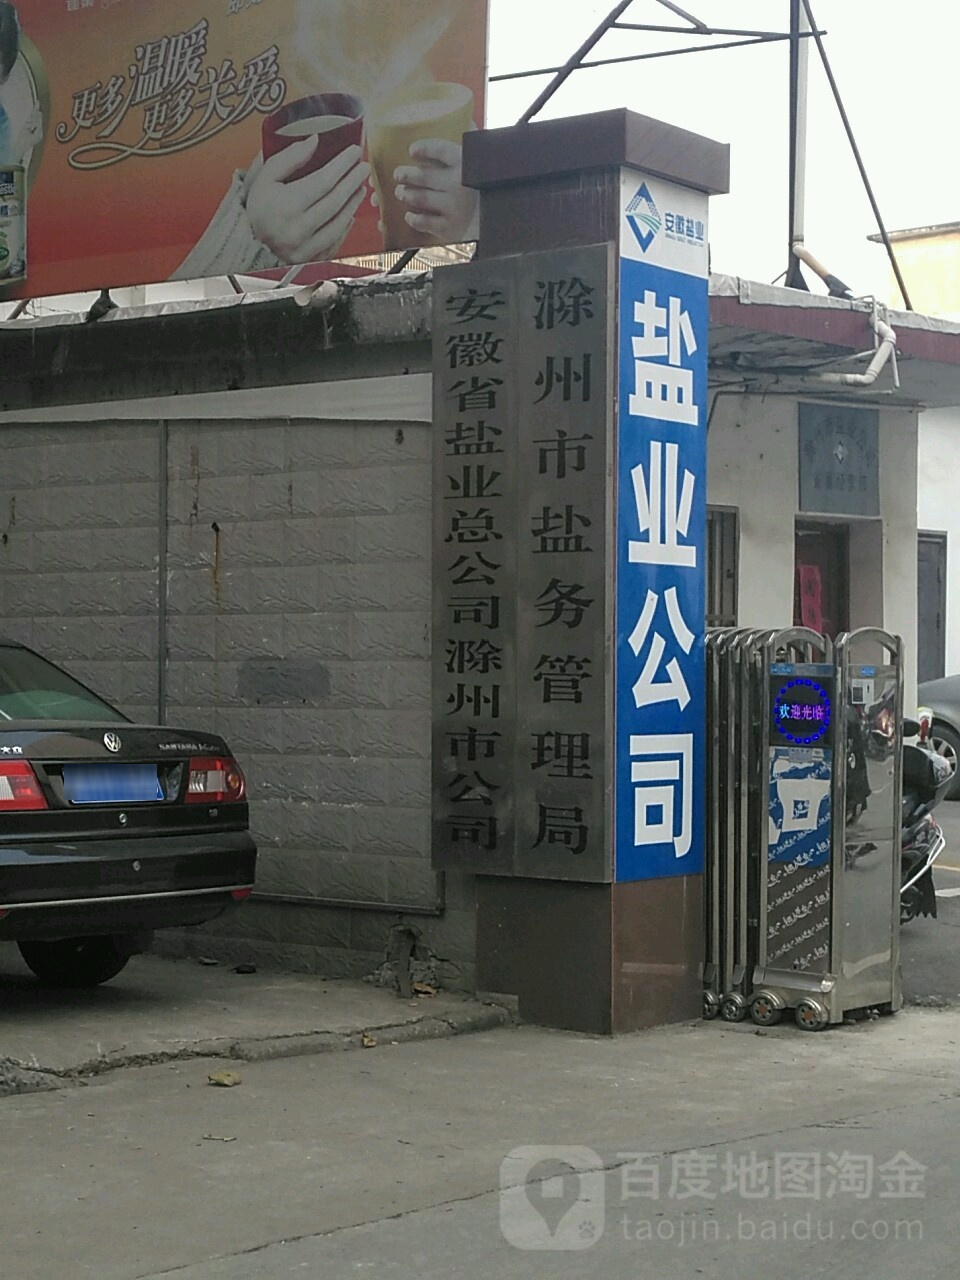 更多温暖
更多关爱
安徽盐业
盐业公司
滁州市盐务管理局
安徽省盐业总公司滁州市公司
欢迎光临
SANTANA
百度地图淘金
taojin.baidu.com